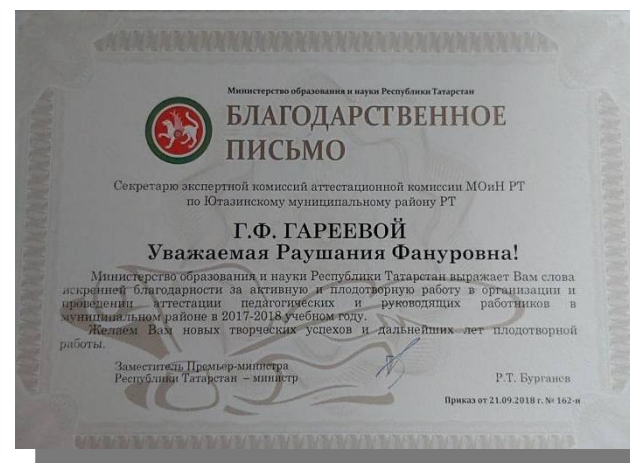 Министерство образования и науки Республики Татарстан
БЛАГОДАРСТВЕННОЕ
ПИСЬМО
Секретарю экспертной комиссий аттестационной комиссии МОиН РТ
по Ютазинскому муниципальному району РТ
Г.Ф. ГАРЕЕВОЙ
Уважаемая Раушания Фануровна!
Министерство образования и науки Республики Татарстан выражает Вам слова
искренней благодарности за активную и плодотворную работу в организации и
проведении аттестации педагогических и руководящих работников в
муниципальном районе в 2017-2018 учебном году.
Желаем Вам новых творческих успехов и дальнейших лет плодотворной
работы.
Заместитель Премьер-министра
Республики Татарстан – министр
Р.Т. Бурганов
Приказ от 21.09.2018 г. № 162-н